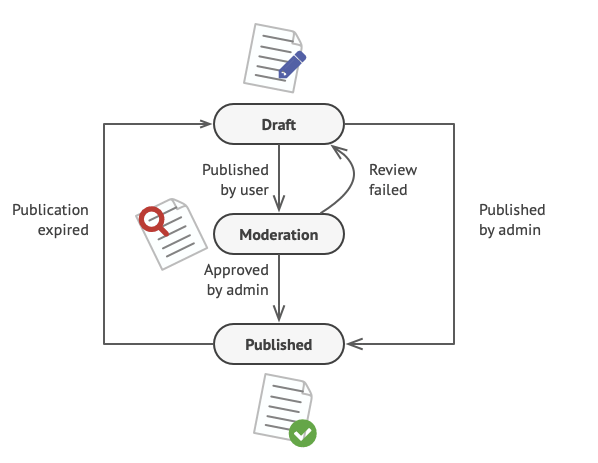 Draft
Published
by user
Review
failed
Publication
expired
Published
by admin
Moderation
Approved
by admin
Published